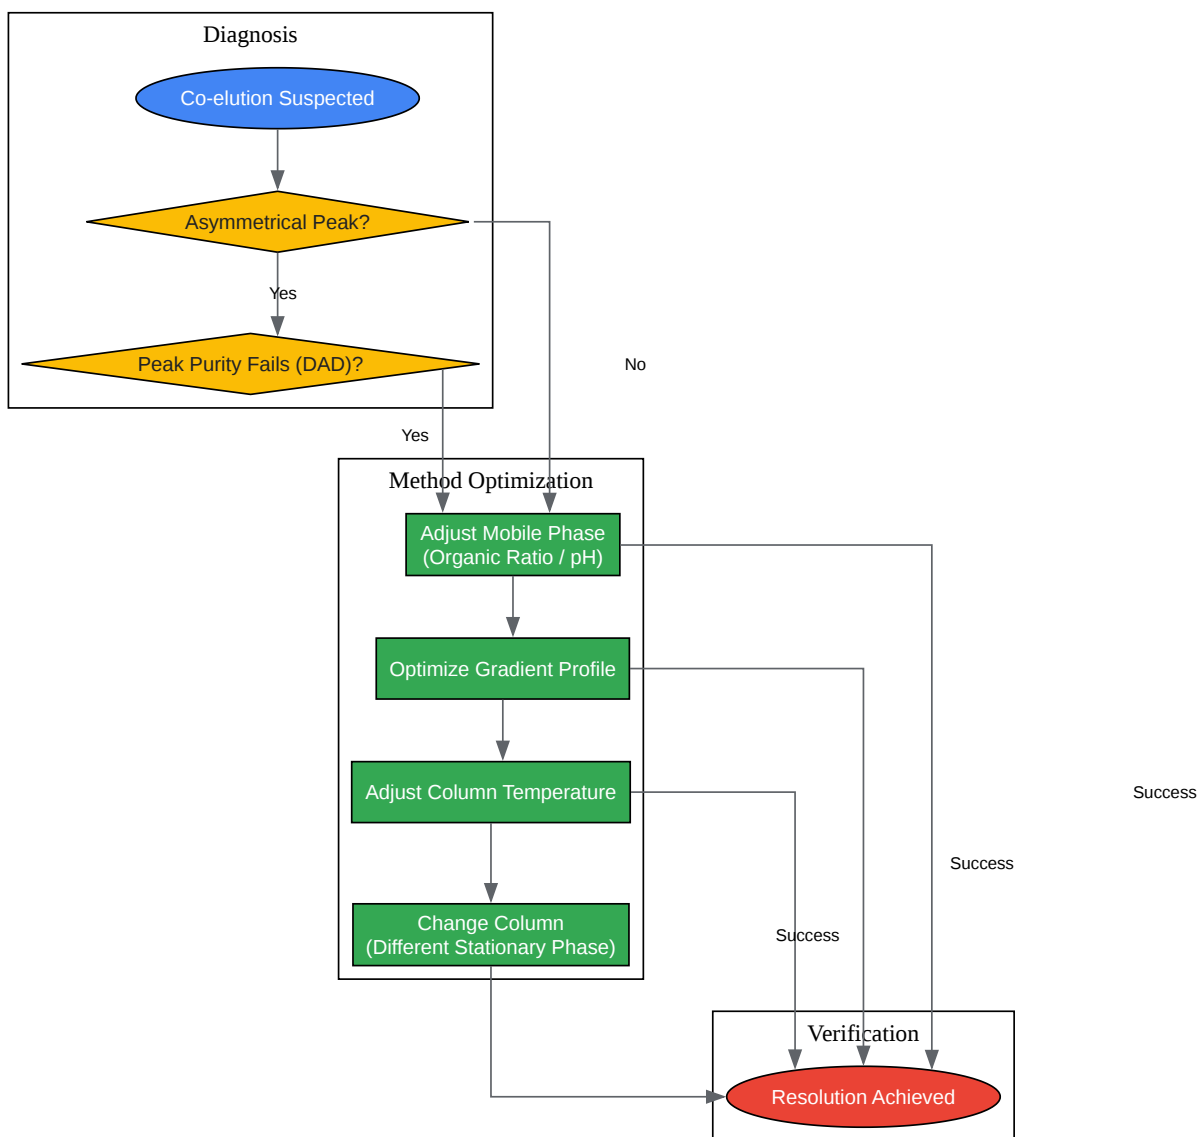 Diagnosis
Co-elution Suspected
Asymmetrical Peak?
Yes
Peak Purity Fails (DAD)?
No
Yes
Method Optimization
Adjust Mobile Phase
(Organic Ratio / pH)
Optimize Gradient Profile
Adjust Column Temperature
Success
Success
Change Column
(Different Stationary Phase)
Success
Verification
Resolution Achieved